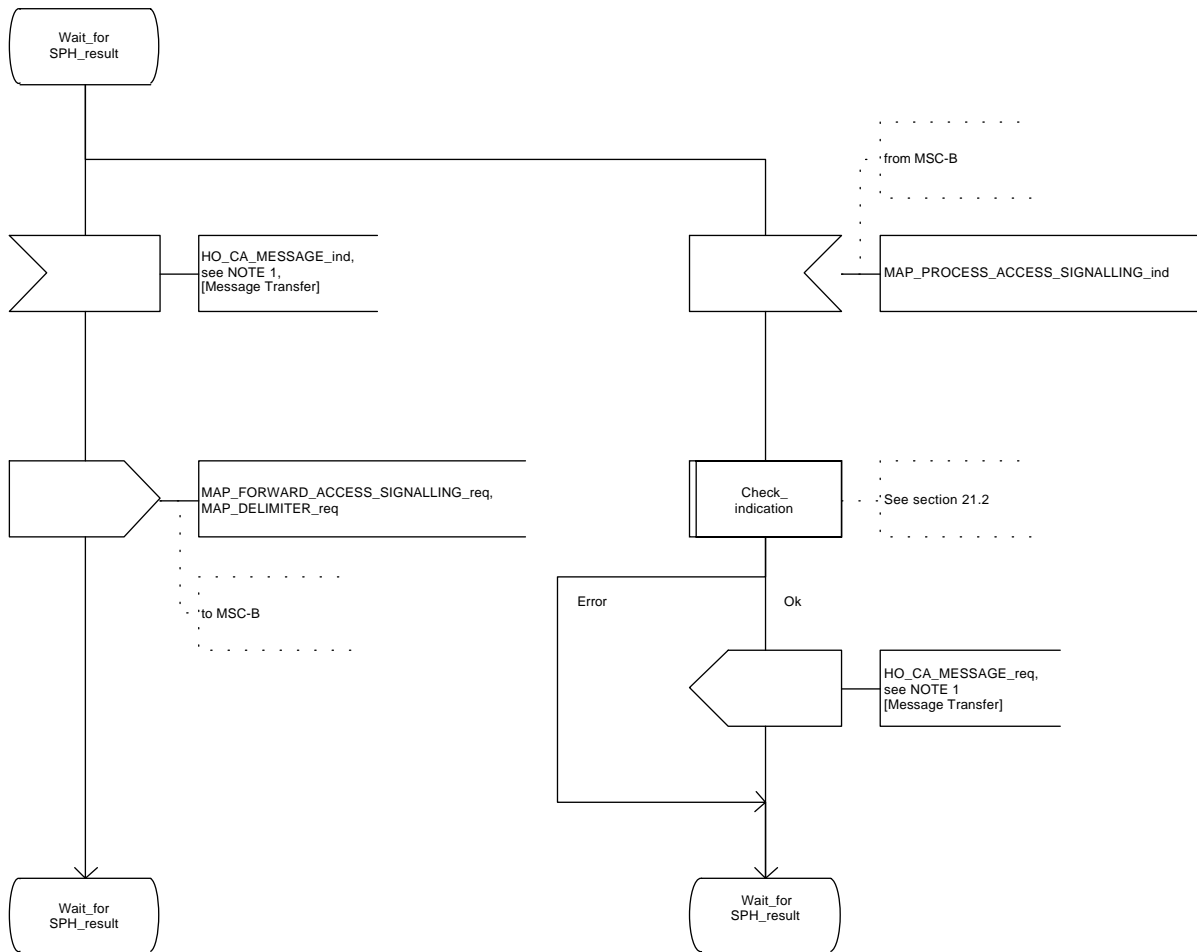 Wait_for
SPH_result
from MSC-B
HO_CA_MESSAGE_ind,
see NOTE 1,
[Message Transfer]
MAP_PROCESS_ACCESS_SIGNALLING_ind
MAP_FORWARD_ACCESS_SIGNALLING_req,
MAP_DELIMITER_req
Check_
indication
See section 21.2
to MSC-B
Error
Ok
HO_CA_MESSAGE_req,
see NOTE 1
[Message Transfer]
Wait_for
SPH_result
Wait_for
SPH_result